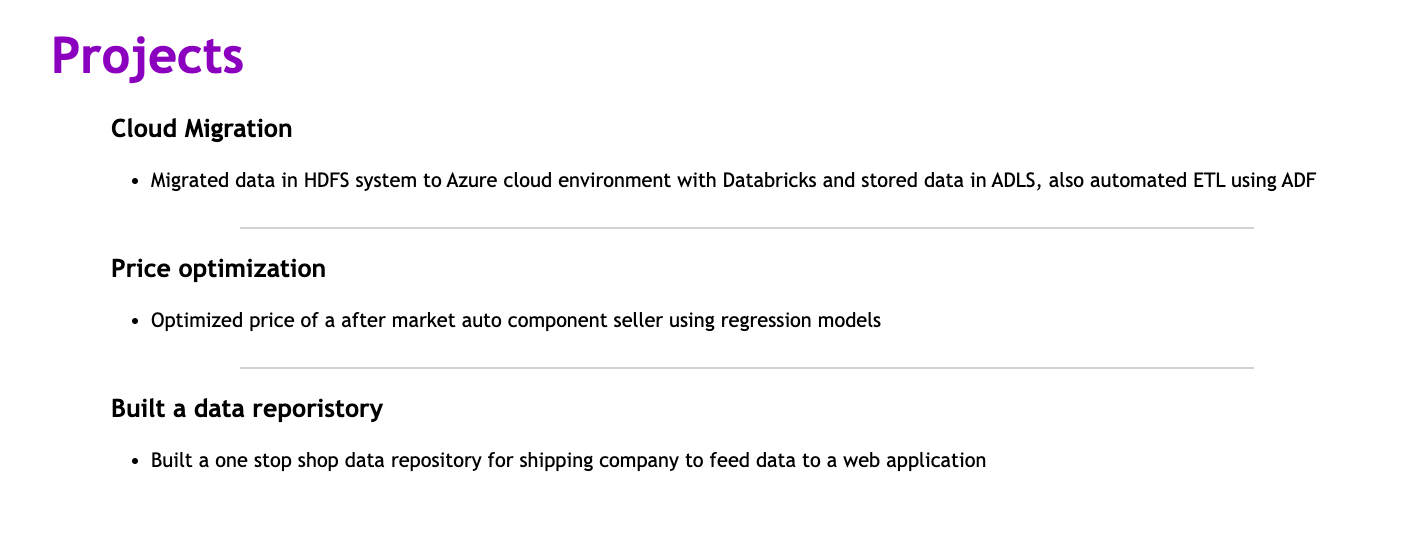 Projects
Cloud Migration
• Migrated data in HDFS system to Azure cloud environment with Databricks and stored data in ADLS, also automated ETL using ADF
Price optimization
• Optimized price of a after market auto component seller using regression models
Built a data reporistory
• Built a one stop shop data repository for shipping company to feed data to a web application